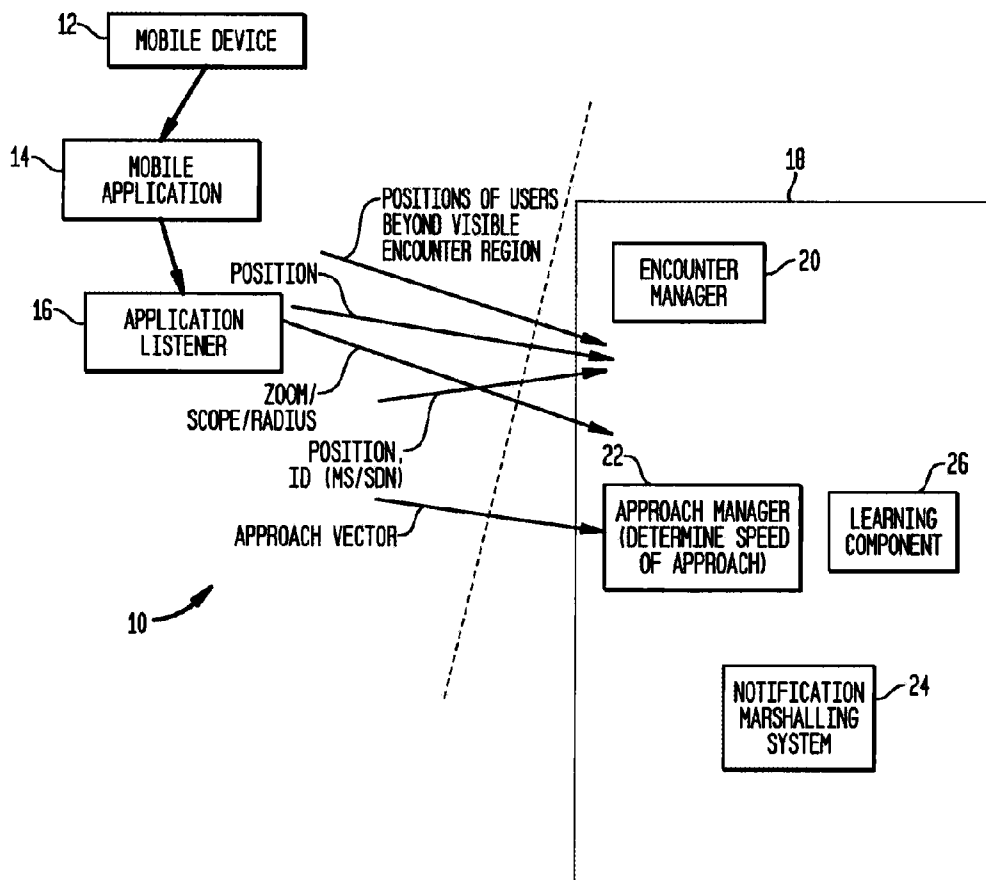 12
MOBILE DEVICE
14
MOBILE
APPLICATION
16
APPLICATION
LISTENER
POSITIONS OF USERS
BEYOND VISIBLE
ENCOUNTER REGION
POSITION
ZOOM/
SCOPE/RADIUS
POSITION,
ID (MS/SDN)
APPROACH VECTOR
10
18
ENCOUNTER
MANAGER
20
22
APPROACH MANAGER
(DETERMINE SPEED
OF APPROACH)
26
LEARNING
COMPONENT
NOTIFICATION
MARSHALLING
SYSTEM
24